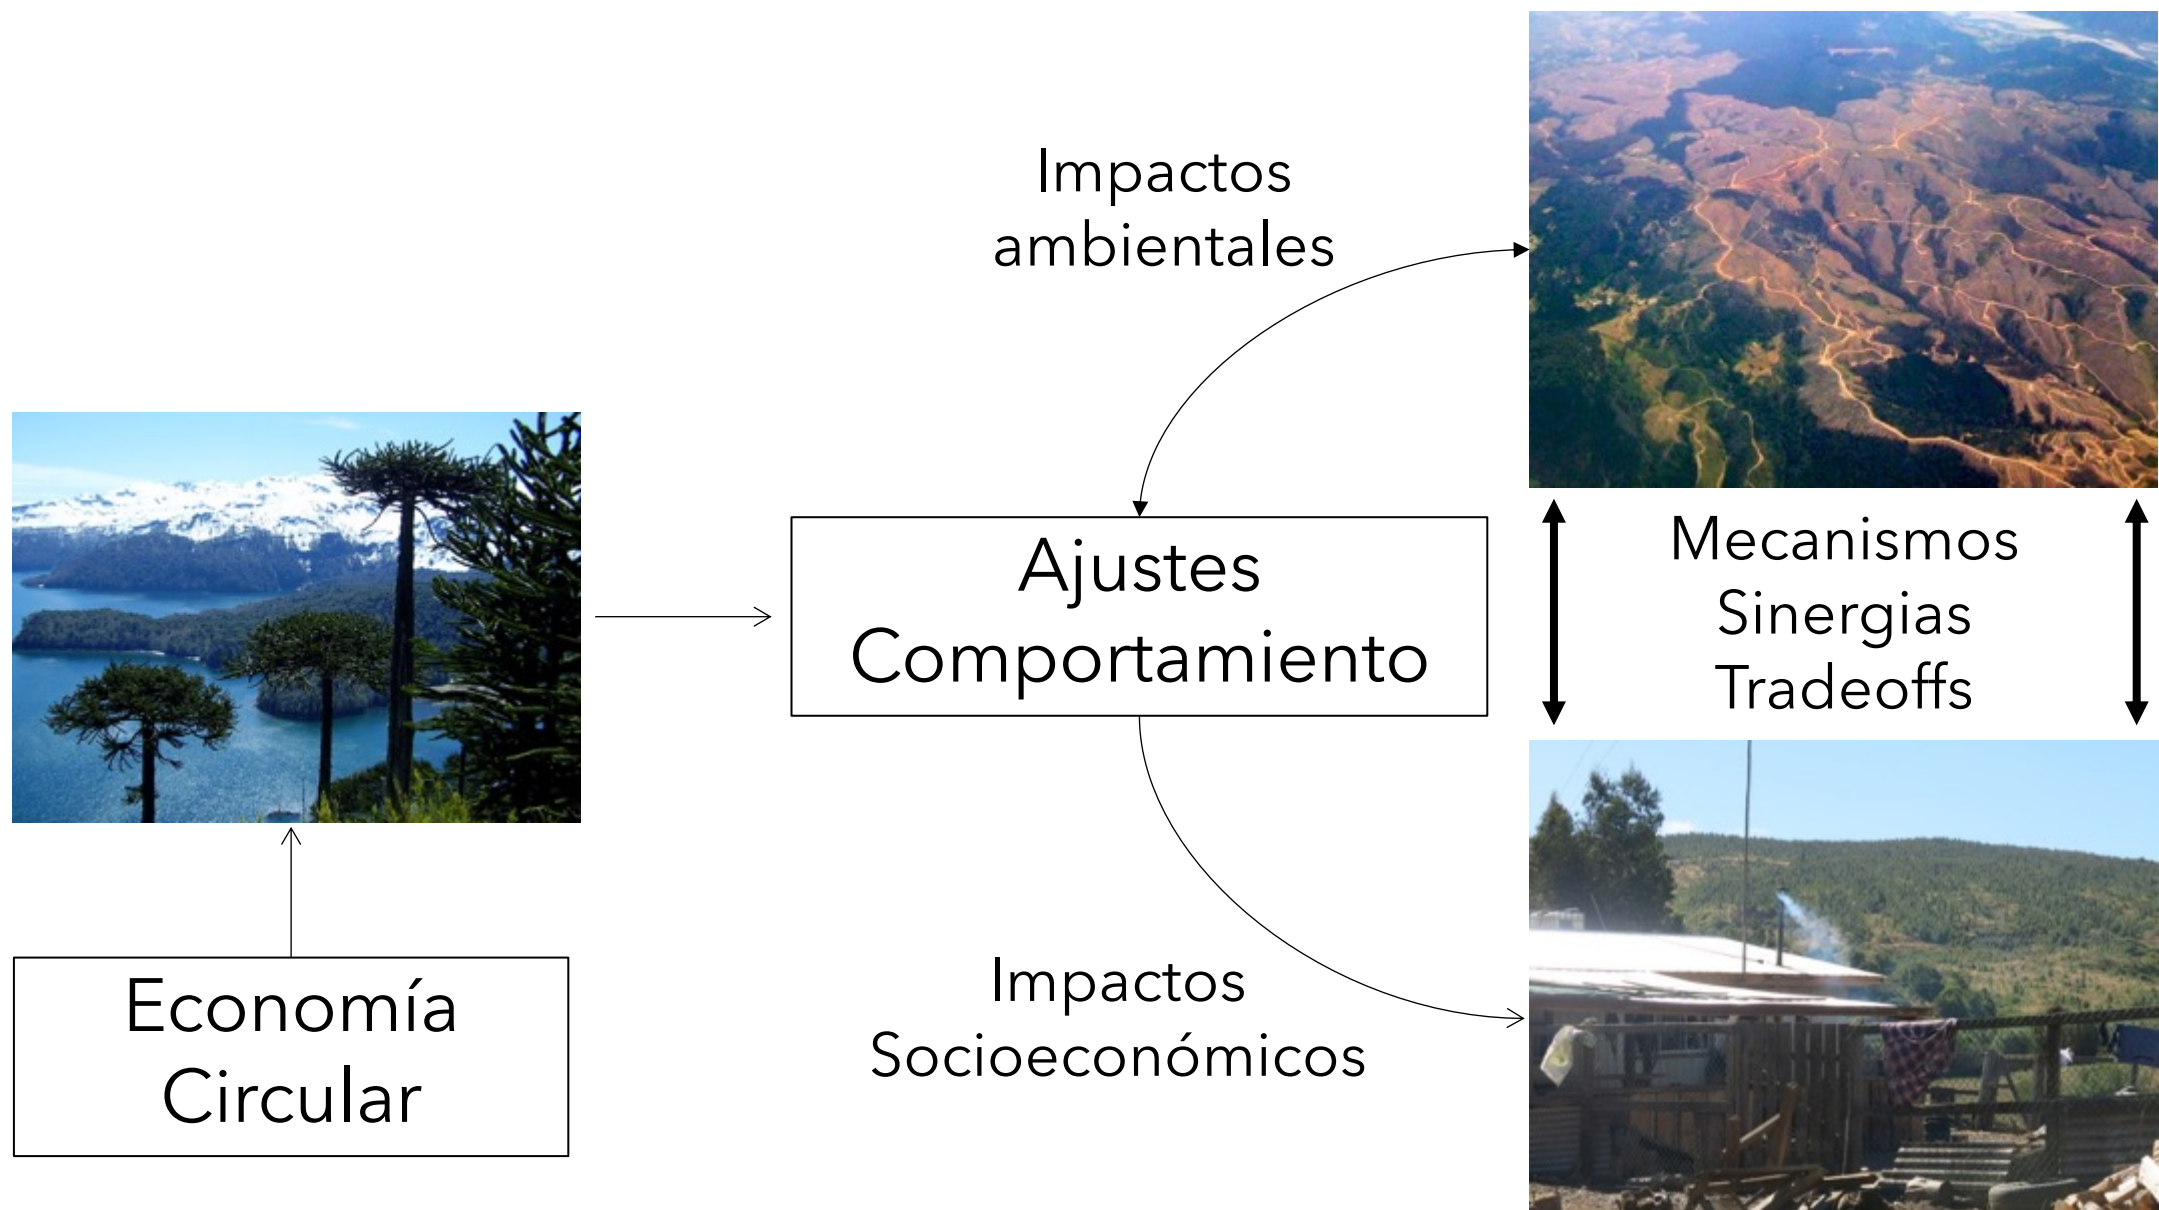 Impactos
ambientales
Ajustes
Comportamiento
Mecanismos
Sinergias
Tradeoffs
Economía
Circular
Impactos
Socioeconómicos